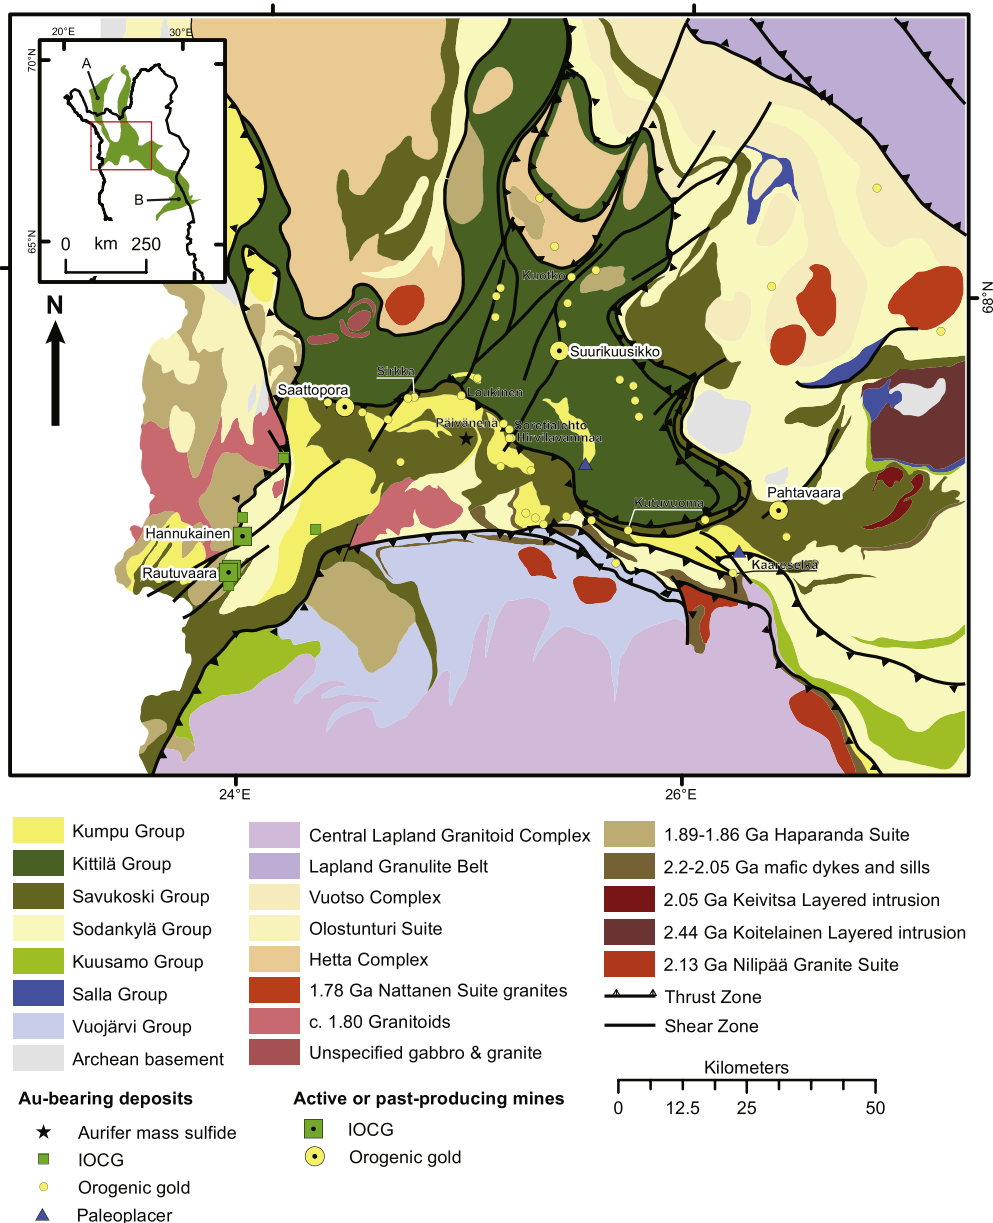 20°E
30°E
70°N
A
B
65°N
0 km 250
N
68°N
Kuotko
Suurikuusikko
Sirkka
Saattopora
Loukinen
Päivänenä
Soretialehto
Hirvilavanmaa
Kutuvuoma
Pahtavaara
Hannukainen
Rautuvaara
Kaareselka
24°E
26°E
Kumpu Group
Kittilä Group
Savukoski Group
Sodankylä Group
Kuusamo Group
Salla Group
Vuojärvi Group
Archean basement
Central Lapland Granitoid Complex
Lapland Granulite Belt
Vuotso Complex
Olostunturi Suite
Hetta Complex
1.78 Ga Nattanen Suite granites
c. 1.80 Granitoids
Unspecified gabbro & granite
1.89-1.86 Ga Haparanda Suite
2.2-2.05 Ga mafic dykes and sills
2.05 Ga Keivitsa Layered intrusion
2.44 Ga Koitelainen Layered intrusion
2.13 Ga Nilipää Granite Suite
Thrust Zone
Shear Zone
Kilometers
0 12.5 25 50
Au-bearing deposits
Aurifer mass sulfide
IOCG
Orogenic gold
Paleoplacer
Active or past-producing mines
IOCG
Orogenic gold